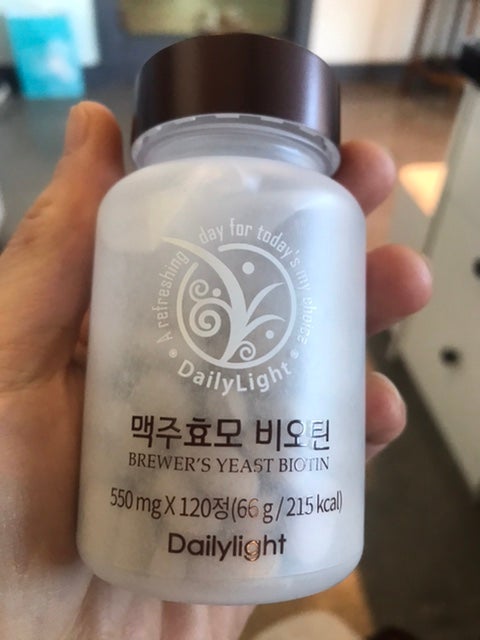 A refreshing day for today's my choice
DailyLight
맥주효모 비오틴
BREWER'S YEAST BIOTIN
550 mg X 120정(66 g / 215 kcal)
Dailylight